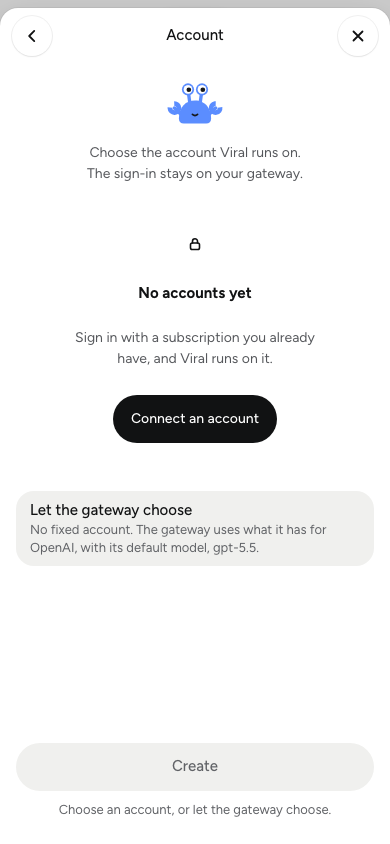 Account
Choose the account Viral runs on.
The sign-in stays on your gateway.
No accounts yet
Sign in with a subscription you already
have, and Viral runs on it.
Connect an account
Let the gateway choose
No fixed account. The gateway uses what it has for
OpenAI, with its default model, gpt-5.5.
Create
Choose an account, or let the gateway choose.